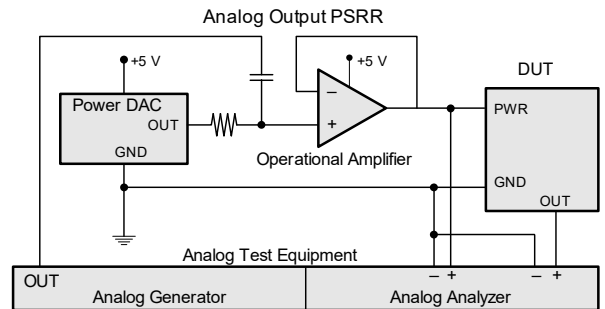 Analog Output PSRR
+5 V
+5 V
DUT
Power DAC
OUT
–
+
PWR
GND
Operational Amplifier
GND
OUT
Analog Test Equipment
OUT
– +
– +
Analog Generator
Analog Analyzer